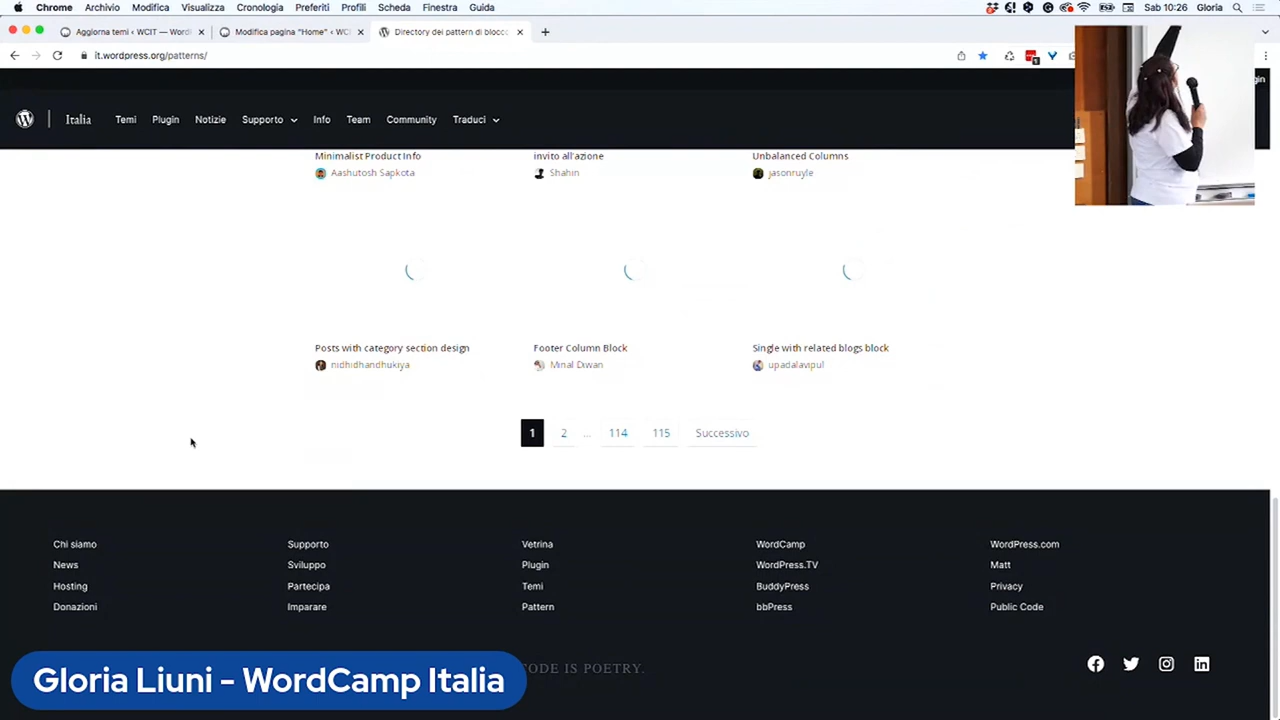 Chrome Archivio Modifica Visualizza Cronologia Preferiti Profili Scheda Finestra Guida Sab 10:26 Gloria
Aggiorna temi ‹ WCIT — Word Modifica pagina "Home" ‹ WCI Directory dei pattern di blocco
it.wordpress.org/patterns/
Italia Temi Plugin Notizie Supporto Info Team Community Traduci
Minimalist Product Info invito all'azione Unbalanced Columns
Aashutosh Sapkota Shahin jasonruyle
Posts with category section design Footer Column Block Single with related blogs block
nidhidhandhukiya Minal Diwan upadalavipul
1 2 ... 114 115 Successivo
Chi siamo Supporto Vetrina WordCamp WordPress.com
News Sviluppo Plugin WordPress.TV Matt
Hosting Partecipa Temi BuddyPress Privacy
Donazioni Imparare Pattern bbPress Public Code
CODE IS POETRY.
Gloria Liuni - WordCamp Italia